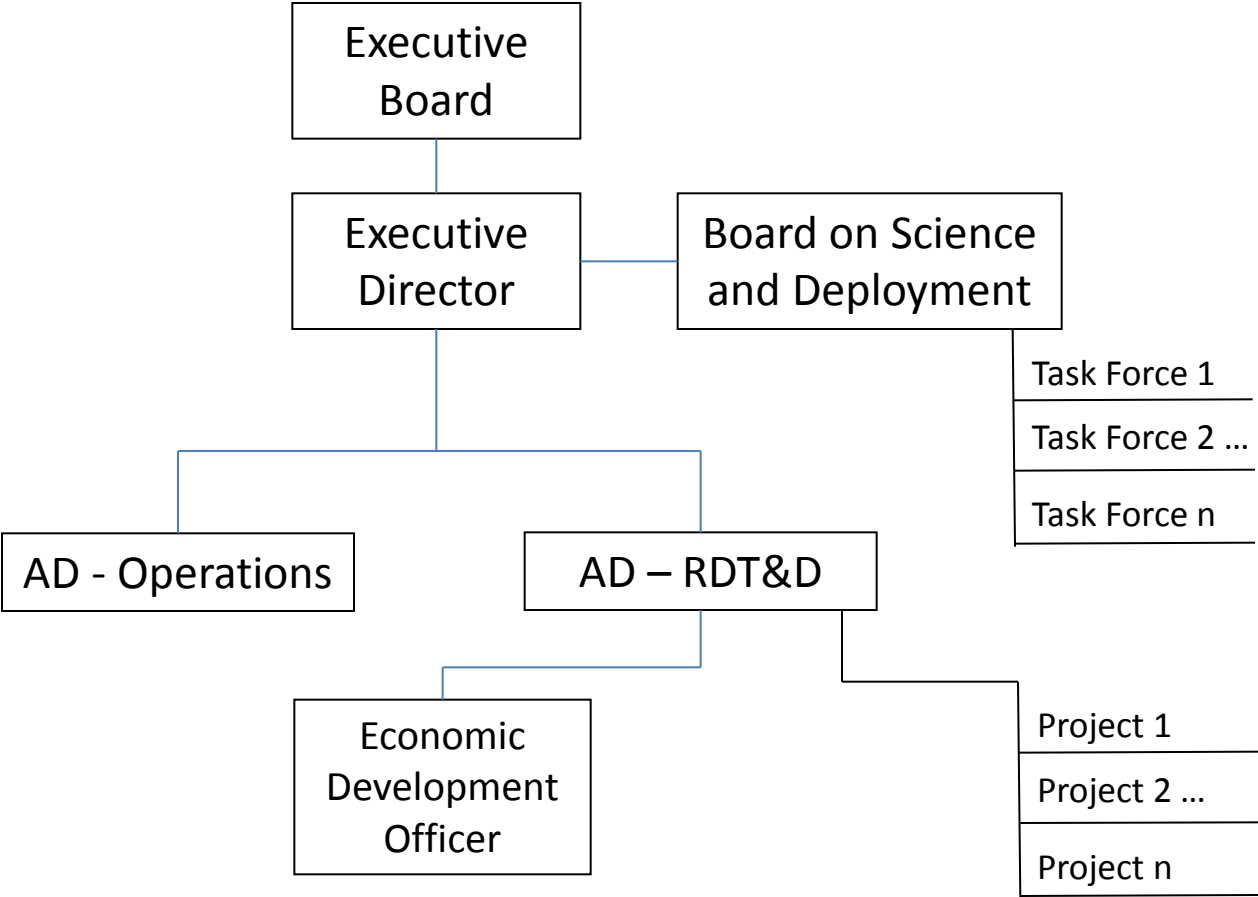 Executive
Board
Executive
Director
Board on Science
and Deployment
Task Force 1
Task Force 2 ...
Task Force n
AD - Operations
AD – RDT&D
Economic
Development
Officer
Project 1
Project 2 ...
Project n